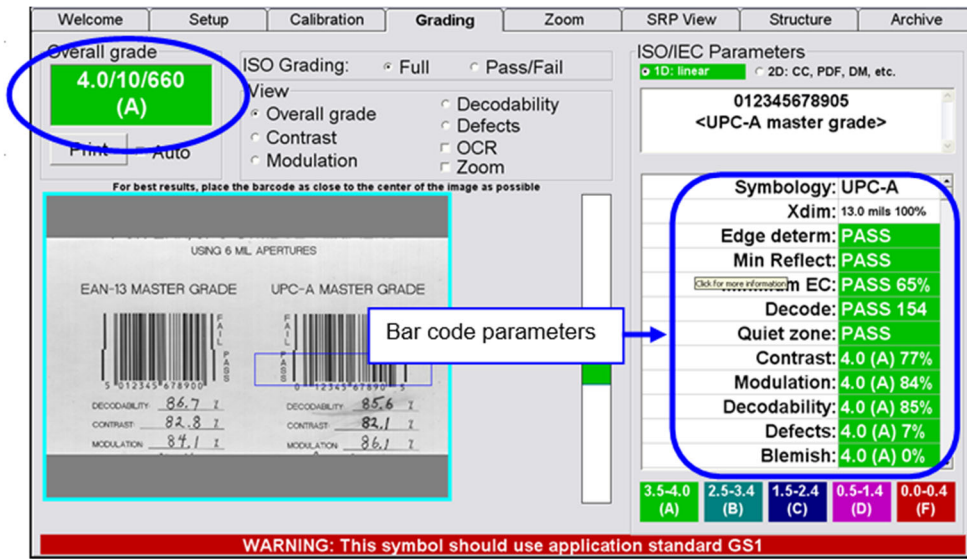 Welcome Setup Calibration Grading Zoom SRP View Structure Archive
Overall grade
4.0/10/660
(A)
Print Auto
ISO Grading: Full Pass/Fail
View
Overall grade
Contrast
Modulation
Decodability
Defects
OCR
Zoom
ISO/IEC Parameters
1D: linear 2D: CC, PDF, DM, etc.
012345678905
<UPC-A master grade>
For best results, place the barcode as close to the center of the image as possible
USING 6 MIL APERTURES
EAN-13 MASTER GRADE UPC-A MASTER GRADE
FAIL FAIL
PASS PASS
5 012345 678900 0 12345 67890 5
DECODABILITY 86.7 % DECODABILITY 85.6 %
CONTRAST 82.8 % CONTRAST 82.1 %
MODULATION 84.1 % MODULATION 86.1 %
Bar code parameters
Symbology: UPC-A
Xdim: 13.0 mils 100%
Edge determ: PASS
Min Reflect: PASS
Click for more information
m EC: PASS 65%
Decode: PASS 154
Quiet zone: PASS
Contrast: 4.0 (A) 77%
Modulation: 4.0 (A) 84%
Decodability: 4.0 (A) 85%
Defects: 4.0 (A) 7%
Blemish: 4.0 (A) 0%
3.5-4.0 2.5-3.4 1.5-2.4 0.5-1.4 0.0-0.4
(A) (B) (C) (D) (F)
WARNING: This symbol should use application standard GS1